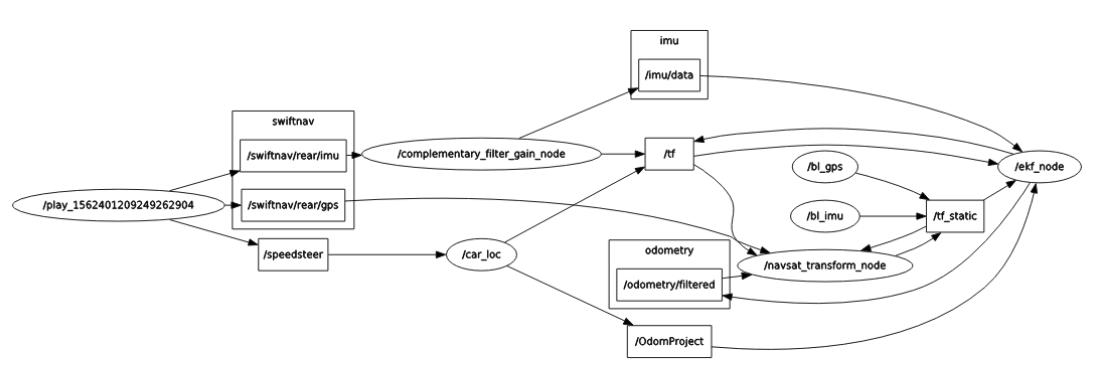 imu
/imu/data
swiftnav
/swiftnav/rear/imu
/complementary_filter_gain_node
/tf
/bl_gps
/ekf_node
/play_1562401209249262904
/swiftnav/rear/gps
/bl_imu
/tf_static
/speedsteer
/car_loc
odometry
/navsat_transform_node
/odometry/filtered
/OdomProject